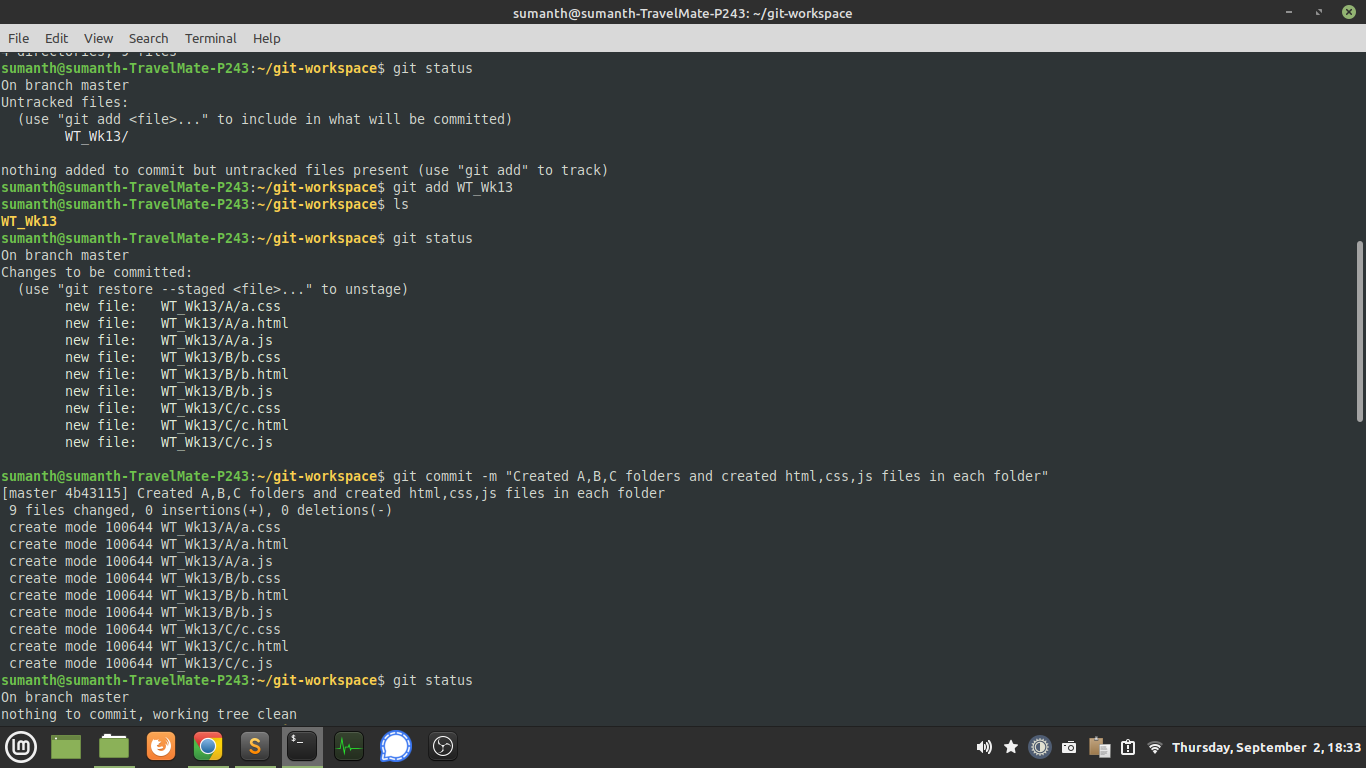 sumanth@sumanth-TravelMate-P243: ~/git-workspace
File Edit View Search Terminal Help
4 directories, 9 files
sumanth@sumanth-TravelMate-P243:~/git-workspace$ git status
On branch master
Untracked files:
  (use "git add <file>..." to include in what will be committed)
        WT_Wk13/

nothing added to commit but untracked files present (use "git add" to track)
sumanth@sumanth-TravelMate-P243:~/git-workspace$ git add WT_Wk13
sumanth@sumanth-TravelMate-P243:~/git-workspace$ ls
WT_Wk13
sumanth@sumanth-TravelMate-P243:~/git-workspace$ git status
On branch master
Changes to be committed:
  (use "git restore --staged <file>..." to unstage)
        new file:   WT_Wk13/A/a.css
        new file:   WT_Wk13/A/a.html
        new file:   WT_Wk13/A/a.js
        new file:   WT_Wk13/B/b.css
        new file:   WT_Wk13/B/b.html
        new file:   WT_Wk13/B/b.js
        new file:   WT_Wk13/C/c.css
        new file:   WT_Wk13/C/c.html
        new file:   WT_Wk13/C/c.js

sumanth@sumanth-TravelMate-P243:~/git-workspace$ git commit -m "Created A,B,C folders and created html,css,js files in each folder"
[master 4b43115] Created A,B,C folders and created html,css,js files in each folder
 9 files changed, 0 insertions(+), 0 deletions(-)
 create mode 100644 WT_Wk13/A/a.css
 create mode 100644 WT_Wk13/A/a.html
 create mode 100644 WT_Wk13/A/a.js
 create mode 100644 WT_Wk13/B/b.css
 create mode 100644 WT_Wk13/B/b.html
 create mode 100644 WT_Wk13/B/b.js
 create mode 100644 WT_Wk13/C/c.css
 create mode 100644 WT_Wk13/C/c.html
 create mode 100644 WT_Wk13/C/c.js
sumanth@sumanth-TravelMate-P243:~/git-workspace$ git status
On branch master
nothing to commit, working tree clean
Thursday, September 2, 18:33